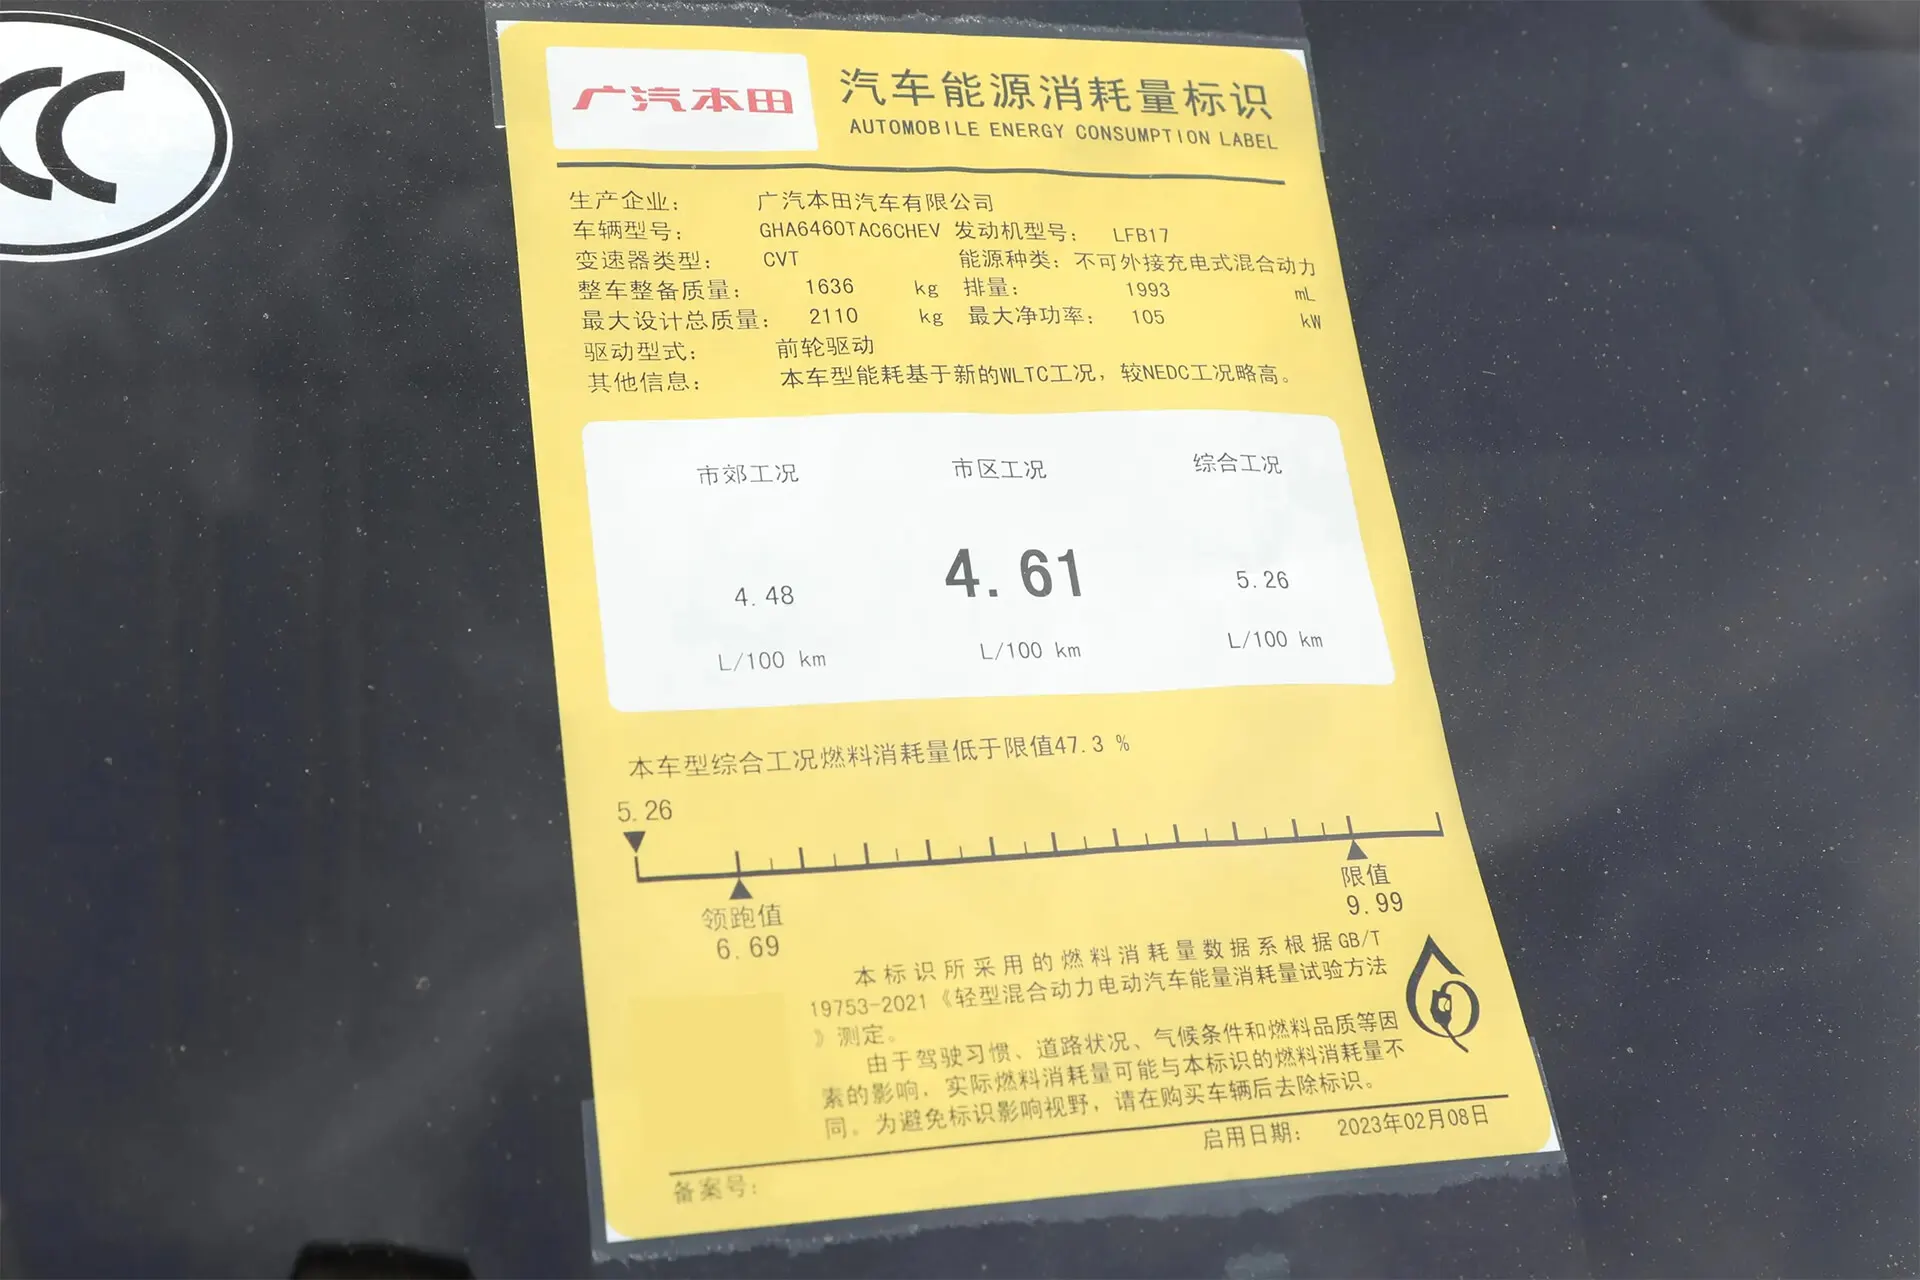 CC
广汽本田
汽车能源消耗量标识
AUTOMOBILE ENERGY CONSUMPTION LABEL
生产企业: 广汽本田汽车有限公司
车辆型号: GHA6460TAC6CHEV 发动机型号: LFB17
变速器类型: CVT 能源种类: 不可外接充电式混合动力
整车整备质量: 1636 kg 排量: 1993 mL
最大设计总质量: 2110 kg 最大净功率: 105 kW
驱动型式: 前轮驱动
其他信息: 本车型能耗基于新的WLTC工况，较NEDC工况略高。
市郊工况 市区工况 综合工况
4.48 4.61 5.26
L/100 km L/100 km L/100 km
本车型综合工况燃料消耗量低于限值47.3 %
5.26
领跑值 限值
6.69 9.99
本标识所采用的燃料消耗量数据系根据GB/T
19753-2021《轻型混合动力电动汽车能量消耗量试验方法
》测定。
由于驾驶习惯、道路状况、气候条件和燃料品质等因
素的影响，实际燃料消耗量可能与本标识的燃料消耗量不
同。为避免标识影响视野，请在购买车辆后去除标识。
启用日期: 2023年02月08日
备案号: